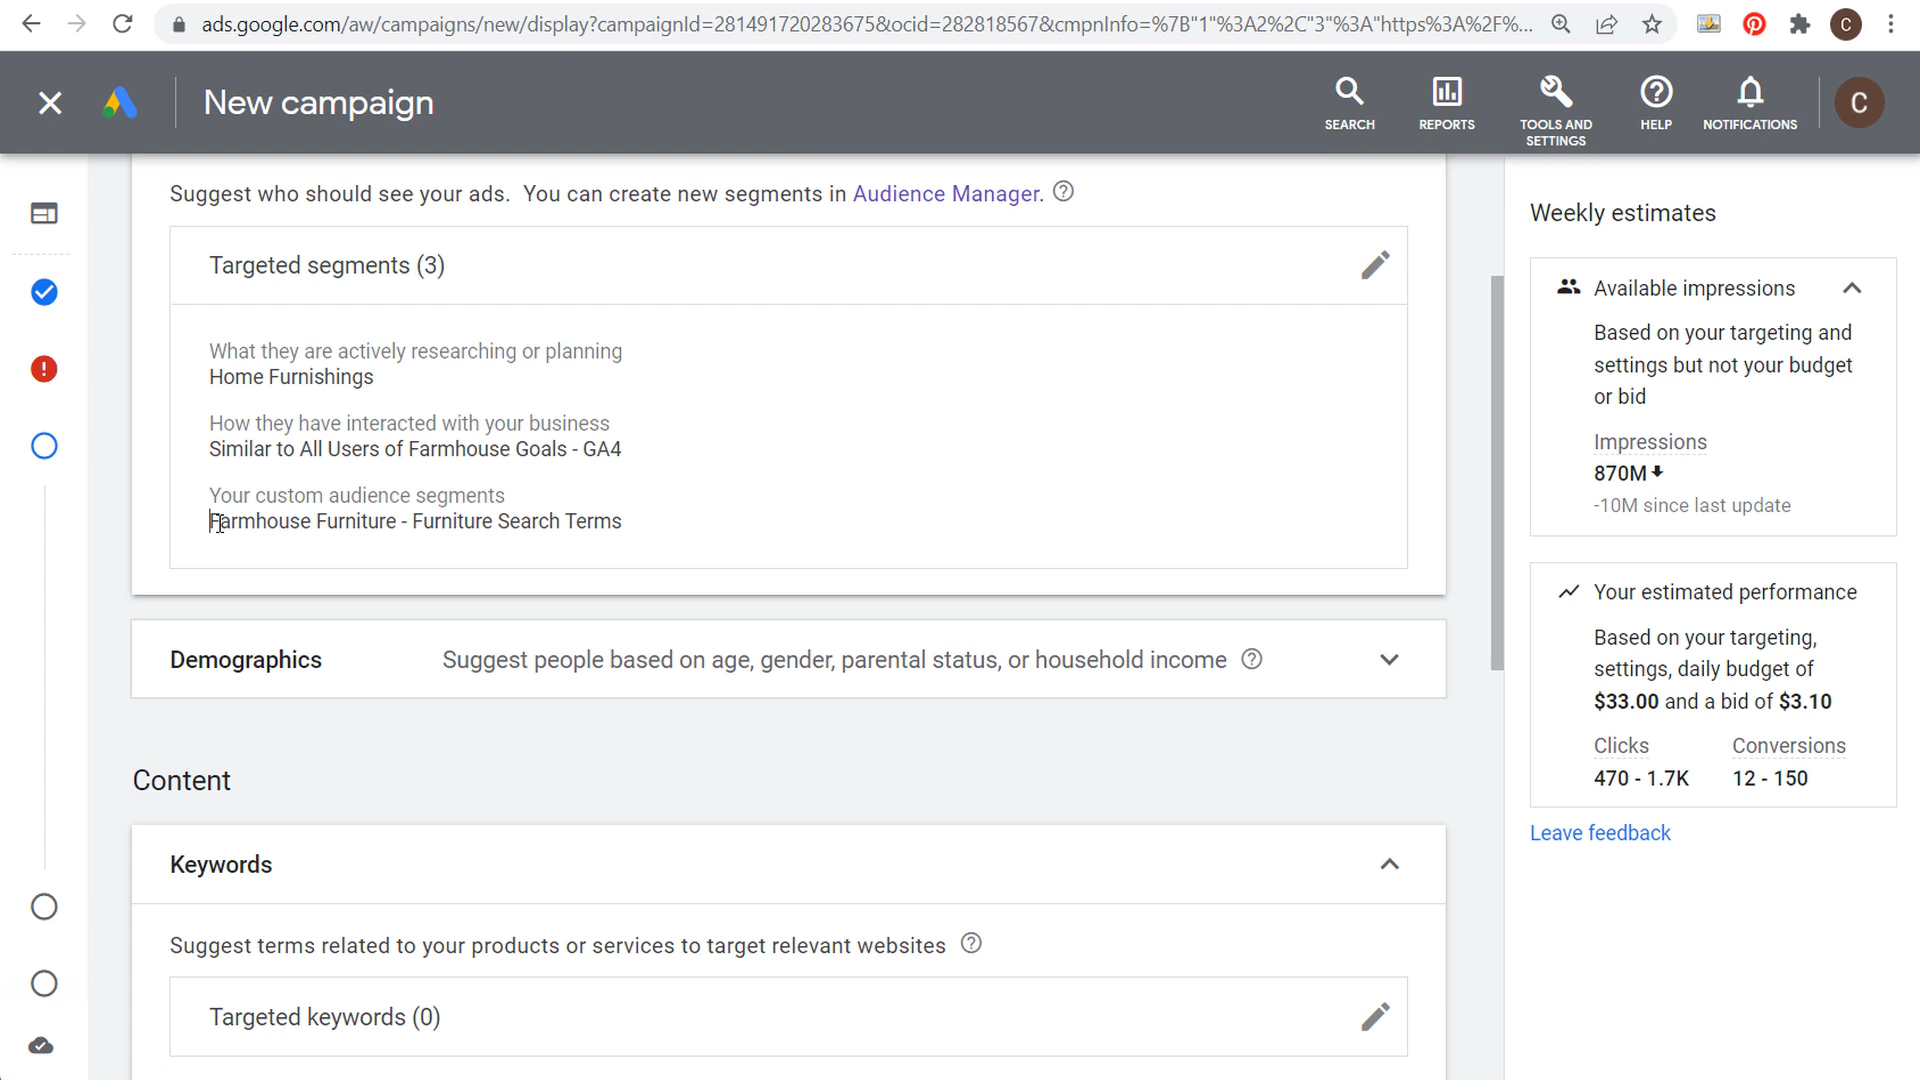 ads.google.com/aw/campaigns/new/display?campaignId=281491720283675&ocid=282818567&cmpnInfo=%7B"1"%3A2%2C"3"%3A"https%3A%2F%...
C
New campaign
SEARCH
REPORTS
TOOLS AND
SETTINGS
HELP
NOTIFICATIONS
C
Suggest who should see your ads. You can create new segments in Audience Manager.
Targeted segments (3)
What they are actively researching or planning
Home Furnishings
How they have interacted with your business
Similar to All Users of Farmhouse Goals - GA4
Your custom audience segments
Farmhouse Furniture - Furniture Search Terms
Demographics
Suggest people based on age, gender, parental status, or household income
Content
Keywords
Suggest terms related to your products or services to target relevant websites
Targeted keywords (0)
Weekly estimates
Available impressions
Based on your targeting and
settings but not your budget
or bid
Impressions
870M
-10M since last update
Your estimated performance
Based on your targeting,
settings, daily budget of
$33.00 and a bid of $3.10
Clicks
Conversions
470 - 1.7K
12 - 150
Leave feedback